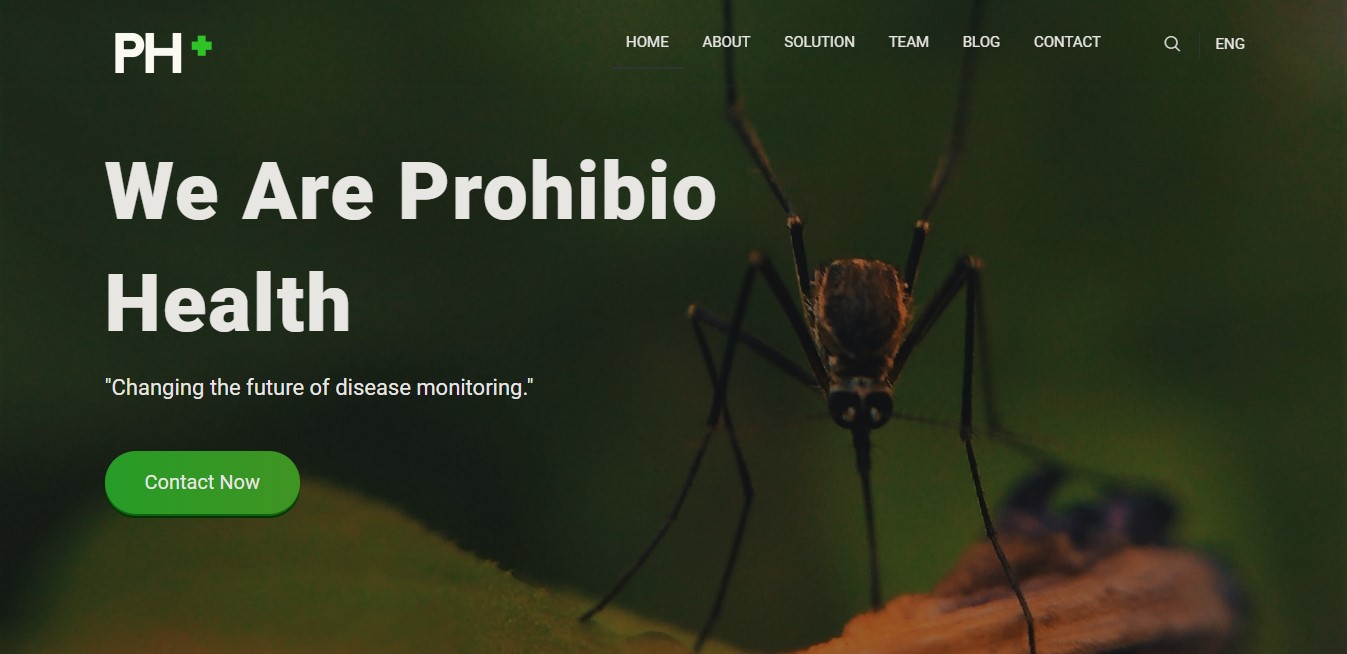 PH
HOME ABOUT SOLUTION TEAM BLOG CONTACT ENG
We Are Prohibio
Health
"Changing the future of disease monitoring."
Contact Now